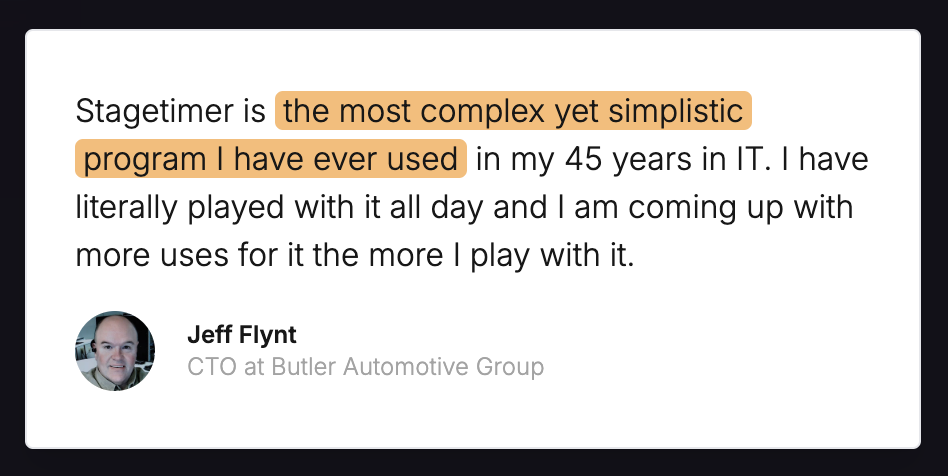 Stagetimer is the most complex yet simplistic
program I have ever used in my 45 years in IT. I have
literally played with it all day and I am coming up with
more uses for it the more I play with it.
Jeff Flynt
CTO at Butler Automotive Group